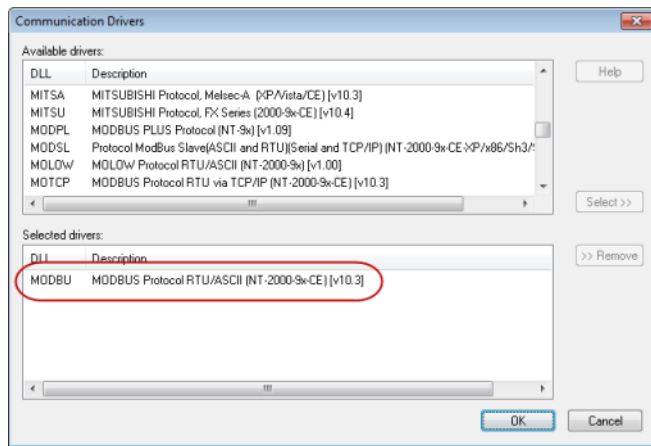 Communication Drivers
Available drivers:
DLL Description
MITSA MITSUBISHI Protocol, Melsec-A (XP/Vista/CE) [v10.3]
MITSU MITSUBISHI Protocol, FX Series (2000-9x-CE) [v10.4]
MODPL MODBUS PLUS Protocol (NT-9x) [v1.09]
MODSL Protocol ModBus Slave(ASCII and RTU)(Serial and TCP/IP) (NT-2000-9x-CE-XP/x86/Sh3/
MOLOW MOLOW Protocol RTU/ASCII (NT-2000-9x) [v1.00]
MOTCP MODBUS Protocol RTU via TCP/IP (NT-2000-9x-CE) [v10.3]
Help
Select >>
Selected drivers:
>> Remove
DLL Description
MODBU MODBUS Protocol RTU/ASCII (NT-2000-9x-CE) [v10.3]
OK Cancel